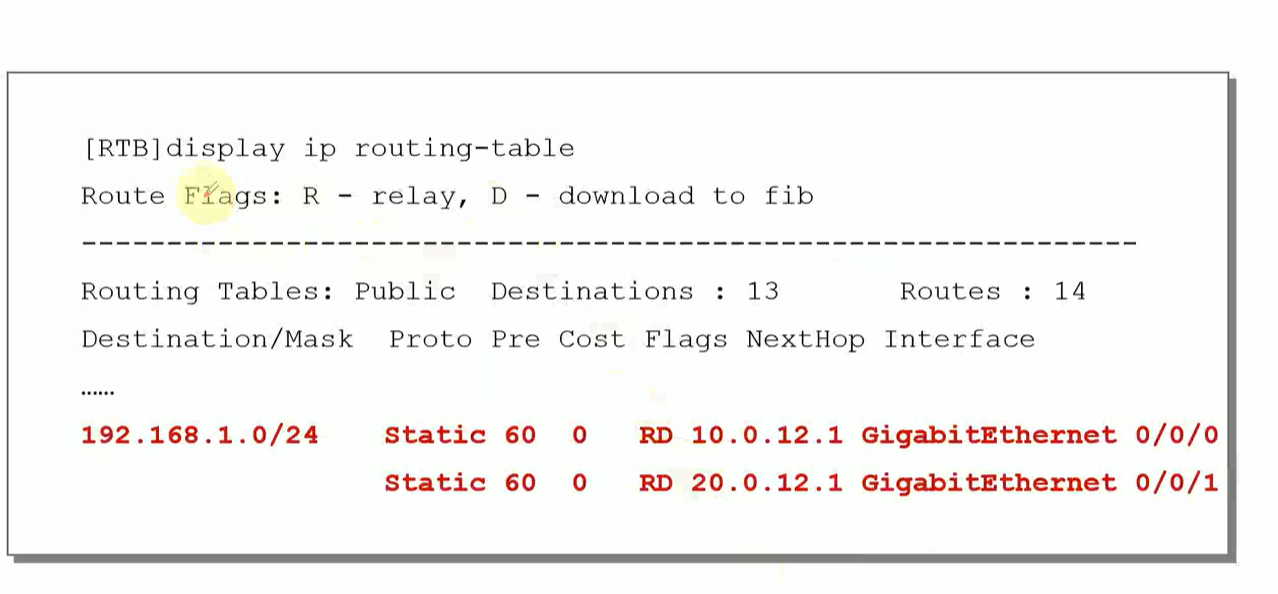 [RTB]display ip routing-table
Route Flags: R - relay, D - download to fib
--------------------------------------------------------------
Routing Tables: Public  Destinations : 13       Routes : 14
Destination/Mask  Proto Pre Cost Flags NextHop Interface
......
192.168.1.0/24    Static 60  0   RD 10.0.12.1 GigabitEthernet 0/0/0
Static 60  0   RD 20.0.12.1 GigabitEthernet 0/0/1